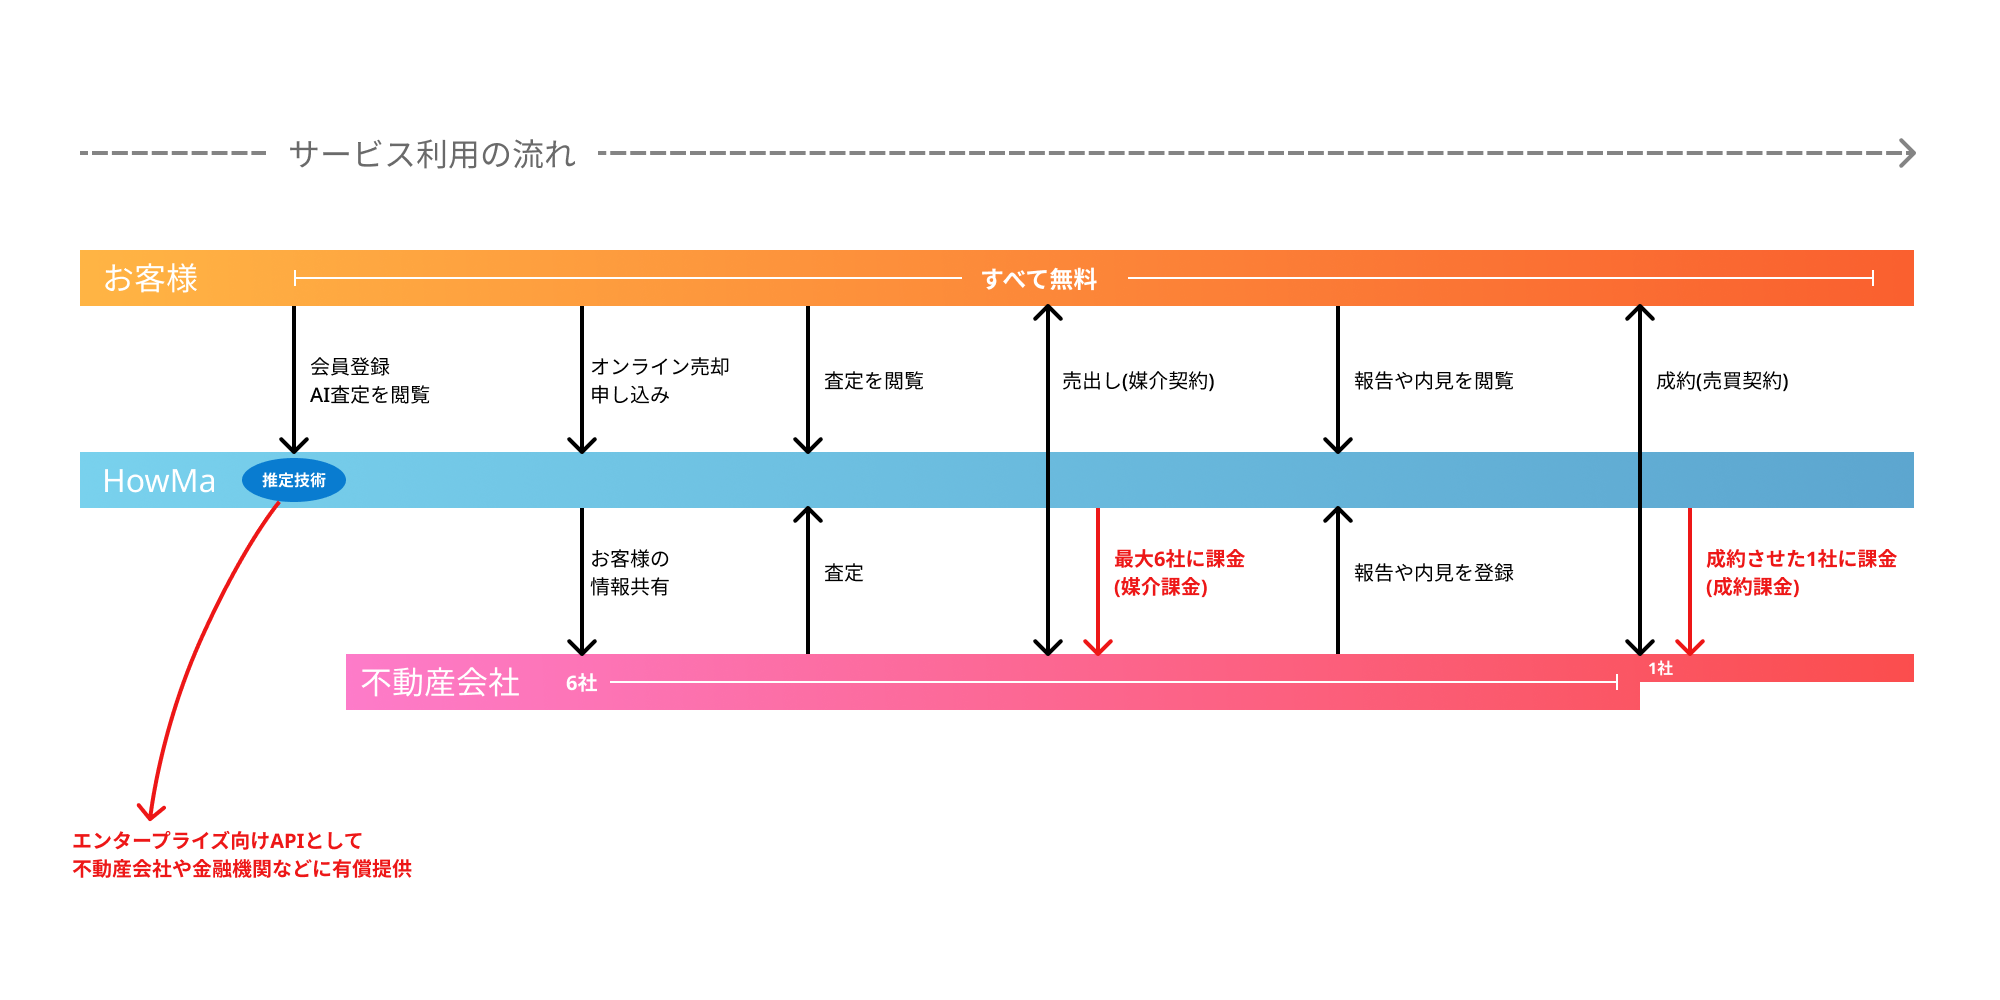 サービス利用の流れ
お客様
すべて無料
会員登録
AI査定を閲覧
オンライン売却
申し込み
査定を閲覧
売出し(媒介契約)
報告や内見を閲覧
成約(売買契約)
HowMa
推定技術
お客様の
情報共有
査定
最大6社に課金
(媒介課金)
報告や内見を登録
成約させた1社に課金
(成約課金)
不動産会社
6社
1社
エンタープライズ向けAPIとして
不動産会社や金融機関などに有償提供